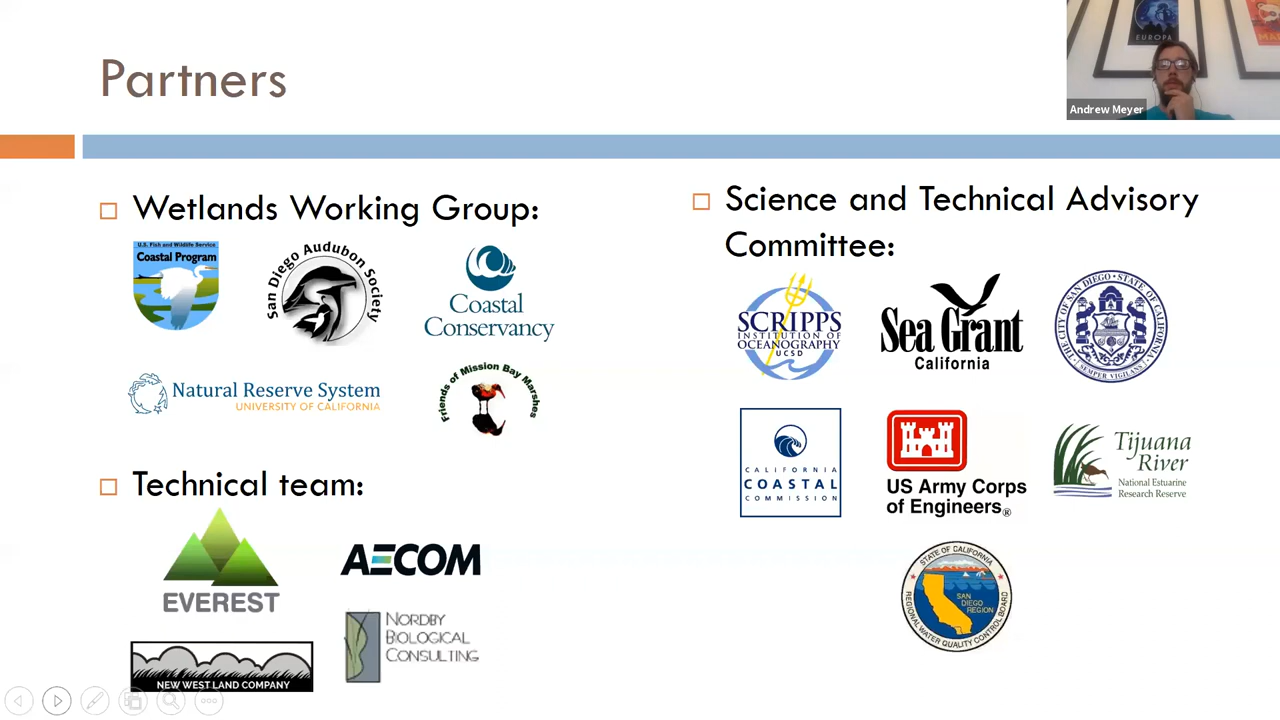 Partners
EUROPA
Andrew Meyer
Wetlands Working Group:
U.S. Fish and Wildlife Service
Coastal Program
San Diego Audubon Society
Coastal
Conservancy
Natural Reserve System
UNIVERSITY OF CALIFORNIA
Friends of Mission Bay Marshes
Technical team:
EVEREST
AECOM
NEW WEST LAND COMPANY
NORDBY
BIOLOGICAL
CONSULTING
Science and Technical Advisory
Committee:
SCRIPPS
INSTITUTION OF
OCEANOGRAPHY
UCSD
Sea Grant
California
THE CITY OF SAN DIEGO · STATE OF CALIFORNIA
SEMPER VIGILANS
CALIFORNIA
COASTAL
COMMISSION
US Army Corps
of Engineers®
Tijuana
River
National Estuarine
Research Reserve
STATE OF CALIFORNIA
SAN
DIEGO
REGION
REGIONAL WATER QUALITY CONTROL BOARD